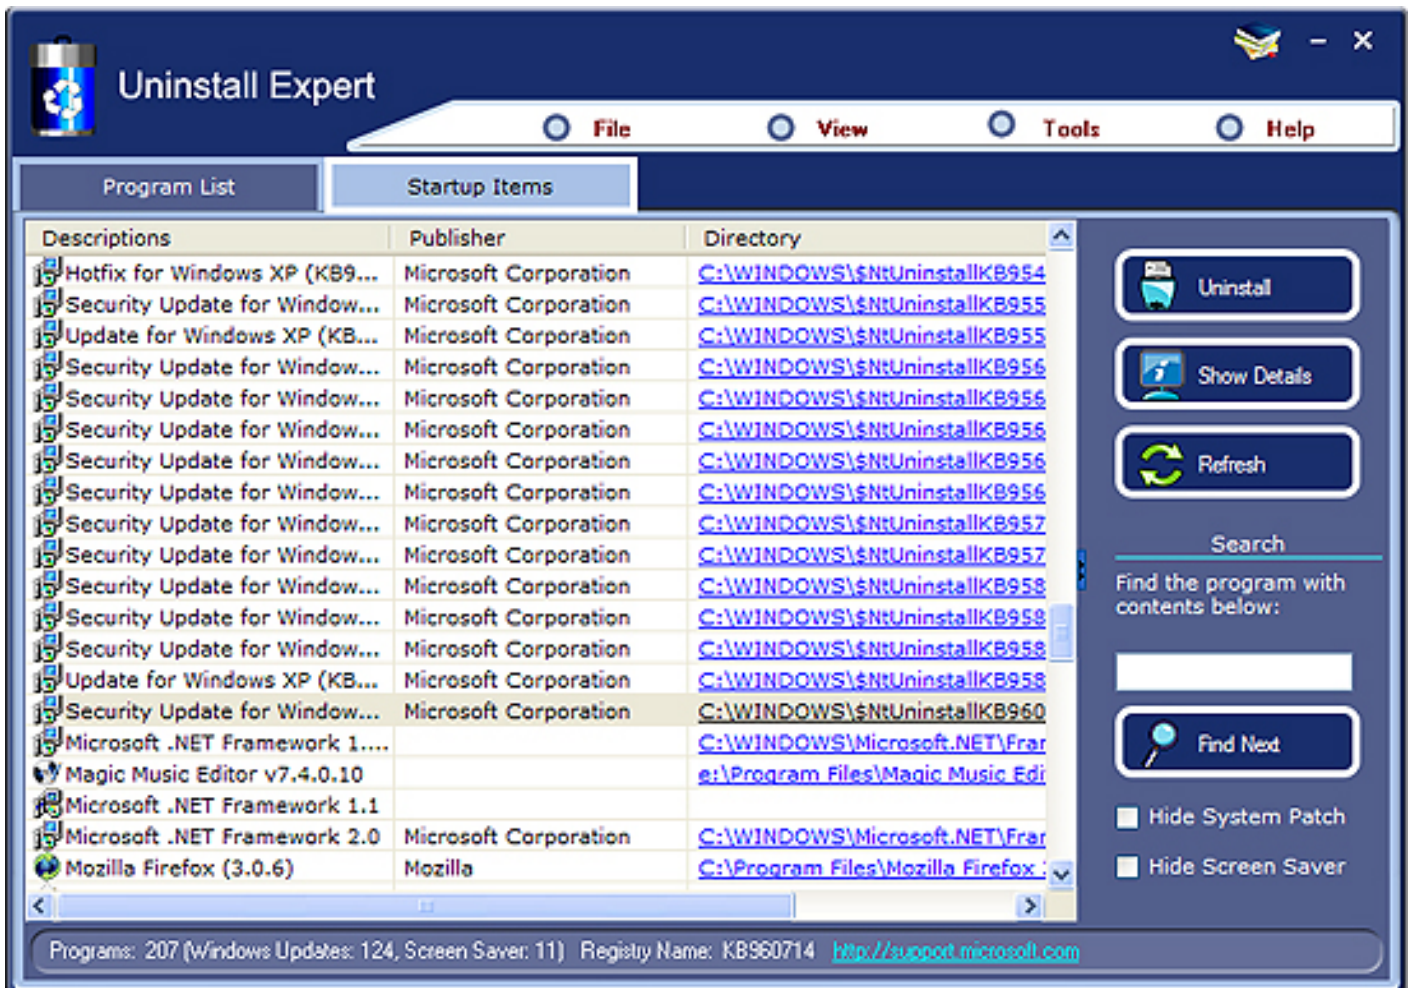 Uninstall Expert
File View Tools Help
Program List Startup Items
Descriptions Publisher Directory
Hotfix for Windows XP (KB9... Microsoft Corporation C:\WINDOWS\$NtUninstallKB954
Security Update for Window... Microsoft Corporation C:\WINDOWS\$NtUninstallKB955
Update for Windows XP (KB... Microsoft Corporation C:\WINDOWS\$NtUninstallKB955
Security Update for Window... Microsoft Corporation C:\WINDOWS\$NtUninstallKB956
Security Update for Window... Microsoft Corporation C:\WINDOWS\$NtUninstallKB956
Security Update for Window... Microsoft Corporation C:\WINDOWS\$NtUninstallKB956
Security Update for Window... Microsoft Corporation C:\WINDOWS\$NtUninstallKB956
Security Update for Window... Microsoft Corporation C:\WINDOWS\$NtUninstallKB956
Security Update for Window... Microsoft Corporation C:\WINDOWS\$NtUninstallKB957
Security Update for Window... Microsoft Corporation C:\WINDOWS\$NtUninstallKB957
Security Update for Window... Microsoft Corporation C:\WINDOWS\$NtUninstallKB958
Security Update for Window... Microsoft Corporation C:\WINDOWS\$NtUninstallKB958
Security Update for Window... Microsoft Corporation C:\WINDOWS\$NtUninstallKB958
Update for Windows XP (KB... Microsoft Corporation C:\WINDOWS\$NtUninstallKB958
Security Update for Window... Microsoft Corporation C:\WINDOWS\$NtUninstallKB960
Microsoft .NET Framework 1.... C:\WINDOWS\Microsoft.NET\Fran
Magic Music Editor v7.4.0.10 e:\Program Files\Magic Music Edi
Microsoft .NET Framework 1.1
Microsoft .NET Framework 2.0 Microsoft Corporation C:\WINDOWS\Microsoft.NET\Fran
Mozilla Firefox (3.0.6) Mozilla C:\Program Files\Mozilla Firefox
Uninstall
Show Details
Refresh
Search
Find the program with
contents below:
Find Next
Hide System Patch
Hide Screen Saver
Programs: 207 (Windows Updates: 124, Screen Saver: 11) Registry Name: KB960714 http://support.microsoft.com